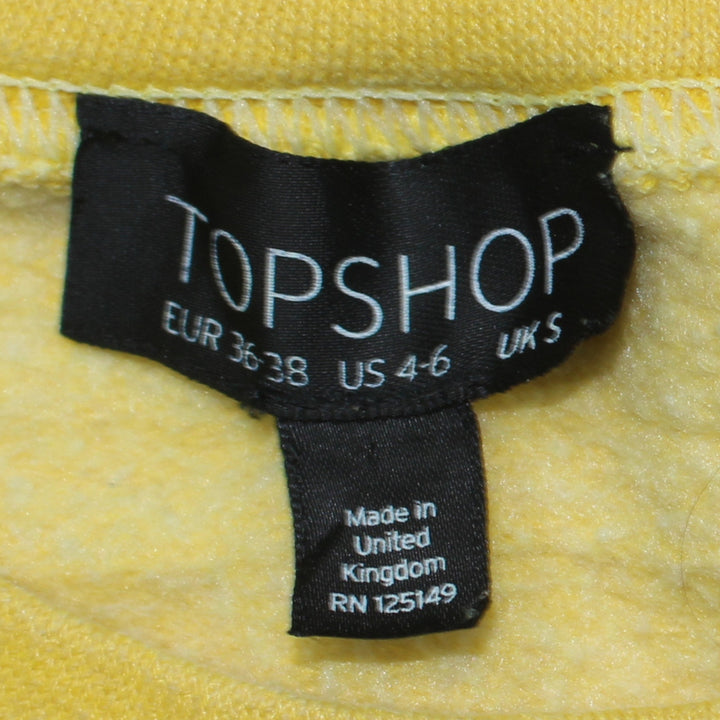 TOPSHOP
EUR 36-38 US 4-6 UK S
Made in
United
Kingdom
RN 125149